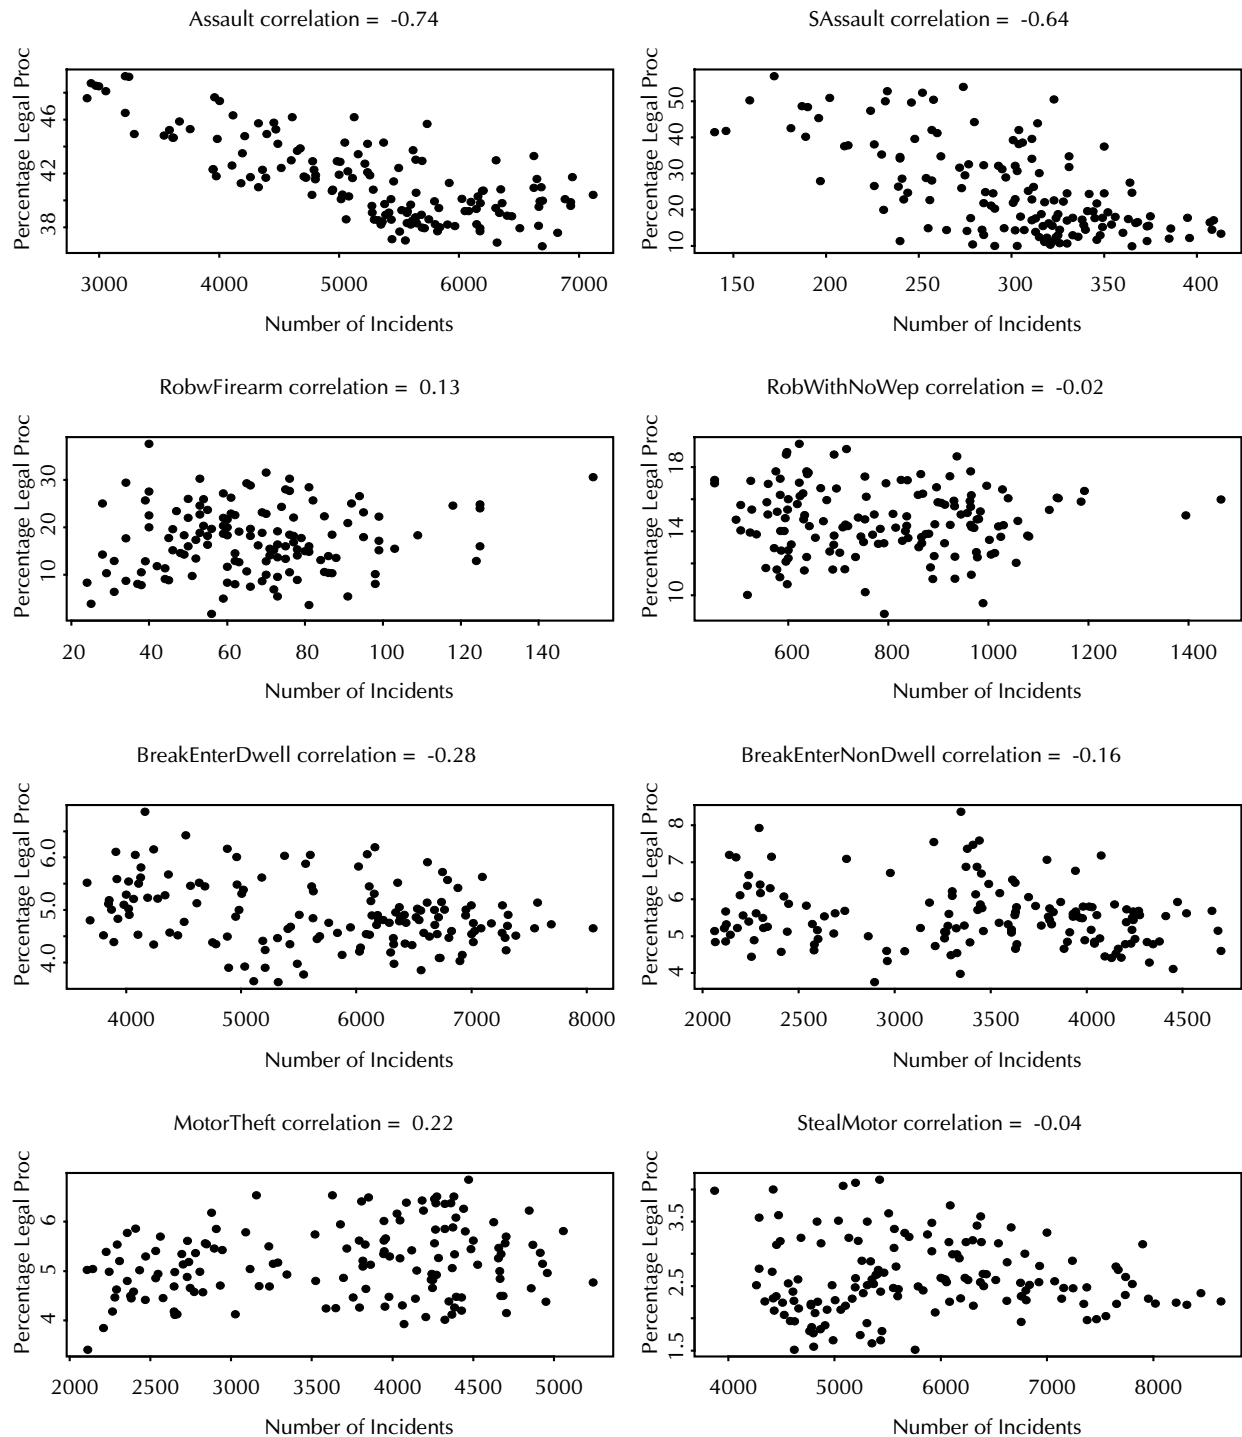 Assault correlation = -0.74
Percentage Legal Proc
38 42 46
3000 4000 5000 6000 7000
Number of Incidents
SAssault correlation = -0.64
Percentage Legal Proc
10 20 30 40 50
150 200 250 300 350 400
Number of Incidents
RobwFirearm correlation = 0.13
Percentage Legal Proc
10 20 30
20 40 60 80 100 120 140
Number of Incidents
RobWithNoWep correlation = -0.02
Percentage Legal Proc
10 14 18
600 800 1000 1200 1400
Number of Incidents
BreakEnterDwell correlation = -0.28
Percentage Legal Proc
4.0 5.0 6.0
4000 5000 6000 7000 8000
Number of Incidents
BreakEnterNonDwell correlation = -0.16
Percentage Legal Proc
4 5 6 7 8
2000 2500 3000 3500 4000 4500
Number of Incidents
MotorTheft correlation = 0.22
Percentage Legal Proc
4 5 6
2000 2500 3000 3500 4000 4500 5000
Number of Incidents
StealMotor correlation = -0.04
Percentage Legal Proc
1.5 2.5 3.5
4000 5000 6000 7000 8000
Number of Incidents